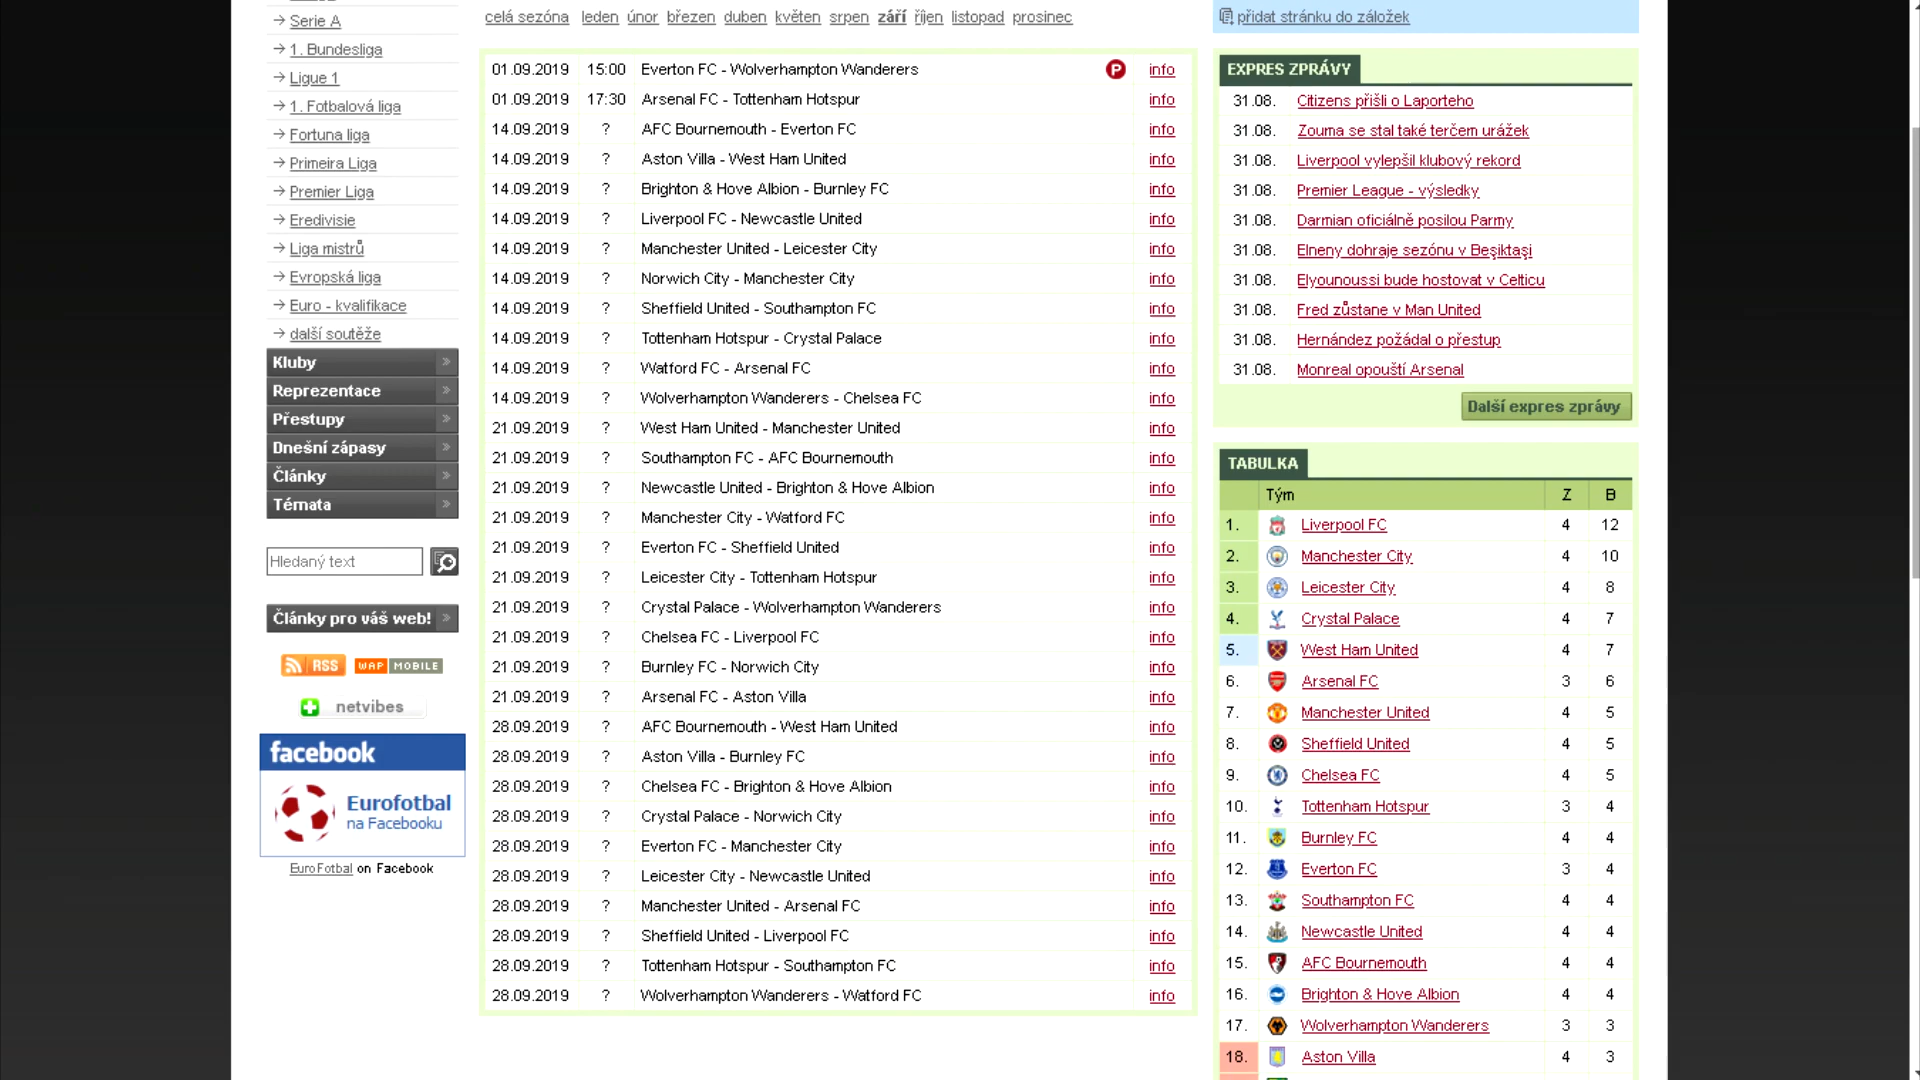 Serie A
1. Bundesliga
Ligue 1
1. Fotbalová liga
Fortuna liga
Primeira Liga
Premier Liga
Eredivisie
Liga mistrů
Evropská liga
Euro - kvalifikace
další soutěže
Kluby
Reprezentace
Přestupy
Dnešní zápasy
Články
Témata
Hledaný text
Články pro váš web!
RSS WAP MOBILE
netvibes
facebook
Eurofotbal
na Facebooku
EuroFotbal on Facebook
celá sezóna leden únor březen duben květen srpen září říjen listopad prosinec
01.09.2019 15:00 Everton FC - Wolverhampton Wanderers P info
01.09.2019 17:30 Arsenal FC - Tottenham Hotspur info
14.09.2019 ? AFC Bournemouth - Everton FC info
14.09.2019 ? Aston Villa - West Ham United info
14.09.2019 ? Brighton & Hove Albion - Burnley FC info
14.09.2019 ? Liverpool FC - Newcastle United info
14.09.2019 ? Manchester United - Leicester City info
14.09.2019 ? Norwich City - Manchester City info
14.09.2019 ? Sheffield United - Southampton FC info
14.09.2019 ? Tottenham Hotspur - Crystal Palace info
14.09.2019 ? Watford FC - Arsenal FC info
14.09.2019 ? Wolverhampton Wanderers - Chelsea FC info
21.09.2019 ? West Ham United - Manchester United info
21.09.2019 ? Southampton FC - AFC Bournemouth info
21.09.2019 ? Newcastle United - Brighton & Hove Albion info
21.09.2019 ? Manchester City - Watford FC info
21.09.2019 ? Everton FC - Sheffield United info
21.09.2019 ? Leicester City - Tottenham Hotspur info
21.09.2019 ? Crystal Palace - Wolverhampton Wanderers info
21.09.2019 ? Chelsea FC - Liverpool FC info
21.09.2019 ? Burnley FC - Norwich City info
21.09.2019 ? Arsenal FC - Aston Villa info
28.09.2019 ? AFC Bournemouth - West Ham United info
28.09.2019 ? Aston Villa - Burnley FC info
28.09.2019 ? Chelsea FC - Brighton & Hove Albion info
28.09.2019 ? Crystal Palace - Norwich City info
28.09.2019 ? Everton FC - Manchester City info
28.09.2019 ? Leicester City - Newcastle United info
28.09.2019 ? Manchester United - Arsenal FC info
28.09.2019 ? Sheffield United - Liverpool FC info
28.09.2019 ? Tottenham Hotspur - Southampton FC info
28.09.2019 ? Wolverhampton Wanderers - Watford FC info
přidat stránku do záložek
EXPRES ZPRÁVY
31.08. Citizens přišli o Laporteho
31.08. Zouma se stal také terčem urážek
31.08. Liverpool vylepšil klubový rekord
31.08. Premier League - výsledky
31.08. Darmian oficiálně posilou Parmy
31.08. Elneny dohraje sezónu v Beşiktaşi
31.08. Elyounoussi bude hostovat v Celticu
31.08. Fred zůstane v Man United
31.08. Hernández požádal o přestup
31.08. Monreal opouští Arsenal
Další expres zprávy
TABULKA
Tým Z B
1. Liverpool FC 4 12
2. Manchester City 4 10
3. Leicester City 4 8
4. Crystal Palace 4 7
5. West Ham United 4 7
6. Arsenal FC 3 6
7. Manchester United 4 5
8. Sheffield United 4 5
9. Chelsea FC 4 5
10. Tottenham Hotspur 3 4
11. Burnley FC 4 4
12. Everton FC 3 4
13. Southampton FC 4 4
14. Newcastle United 4 4
15. AFC Bournemouth 4 4
16. Brighton & Hove Albion 4 4
17. Wolverhampton Wanderers 3 3
18. Aston Villa 4 3